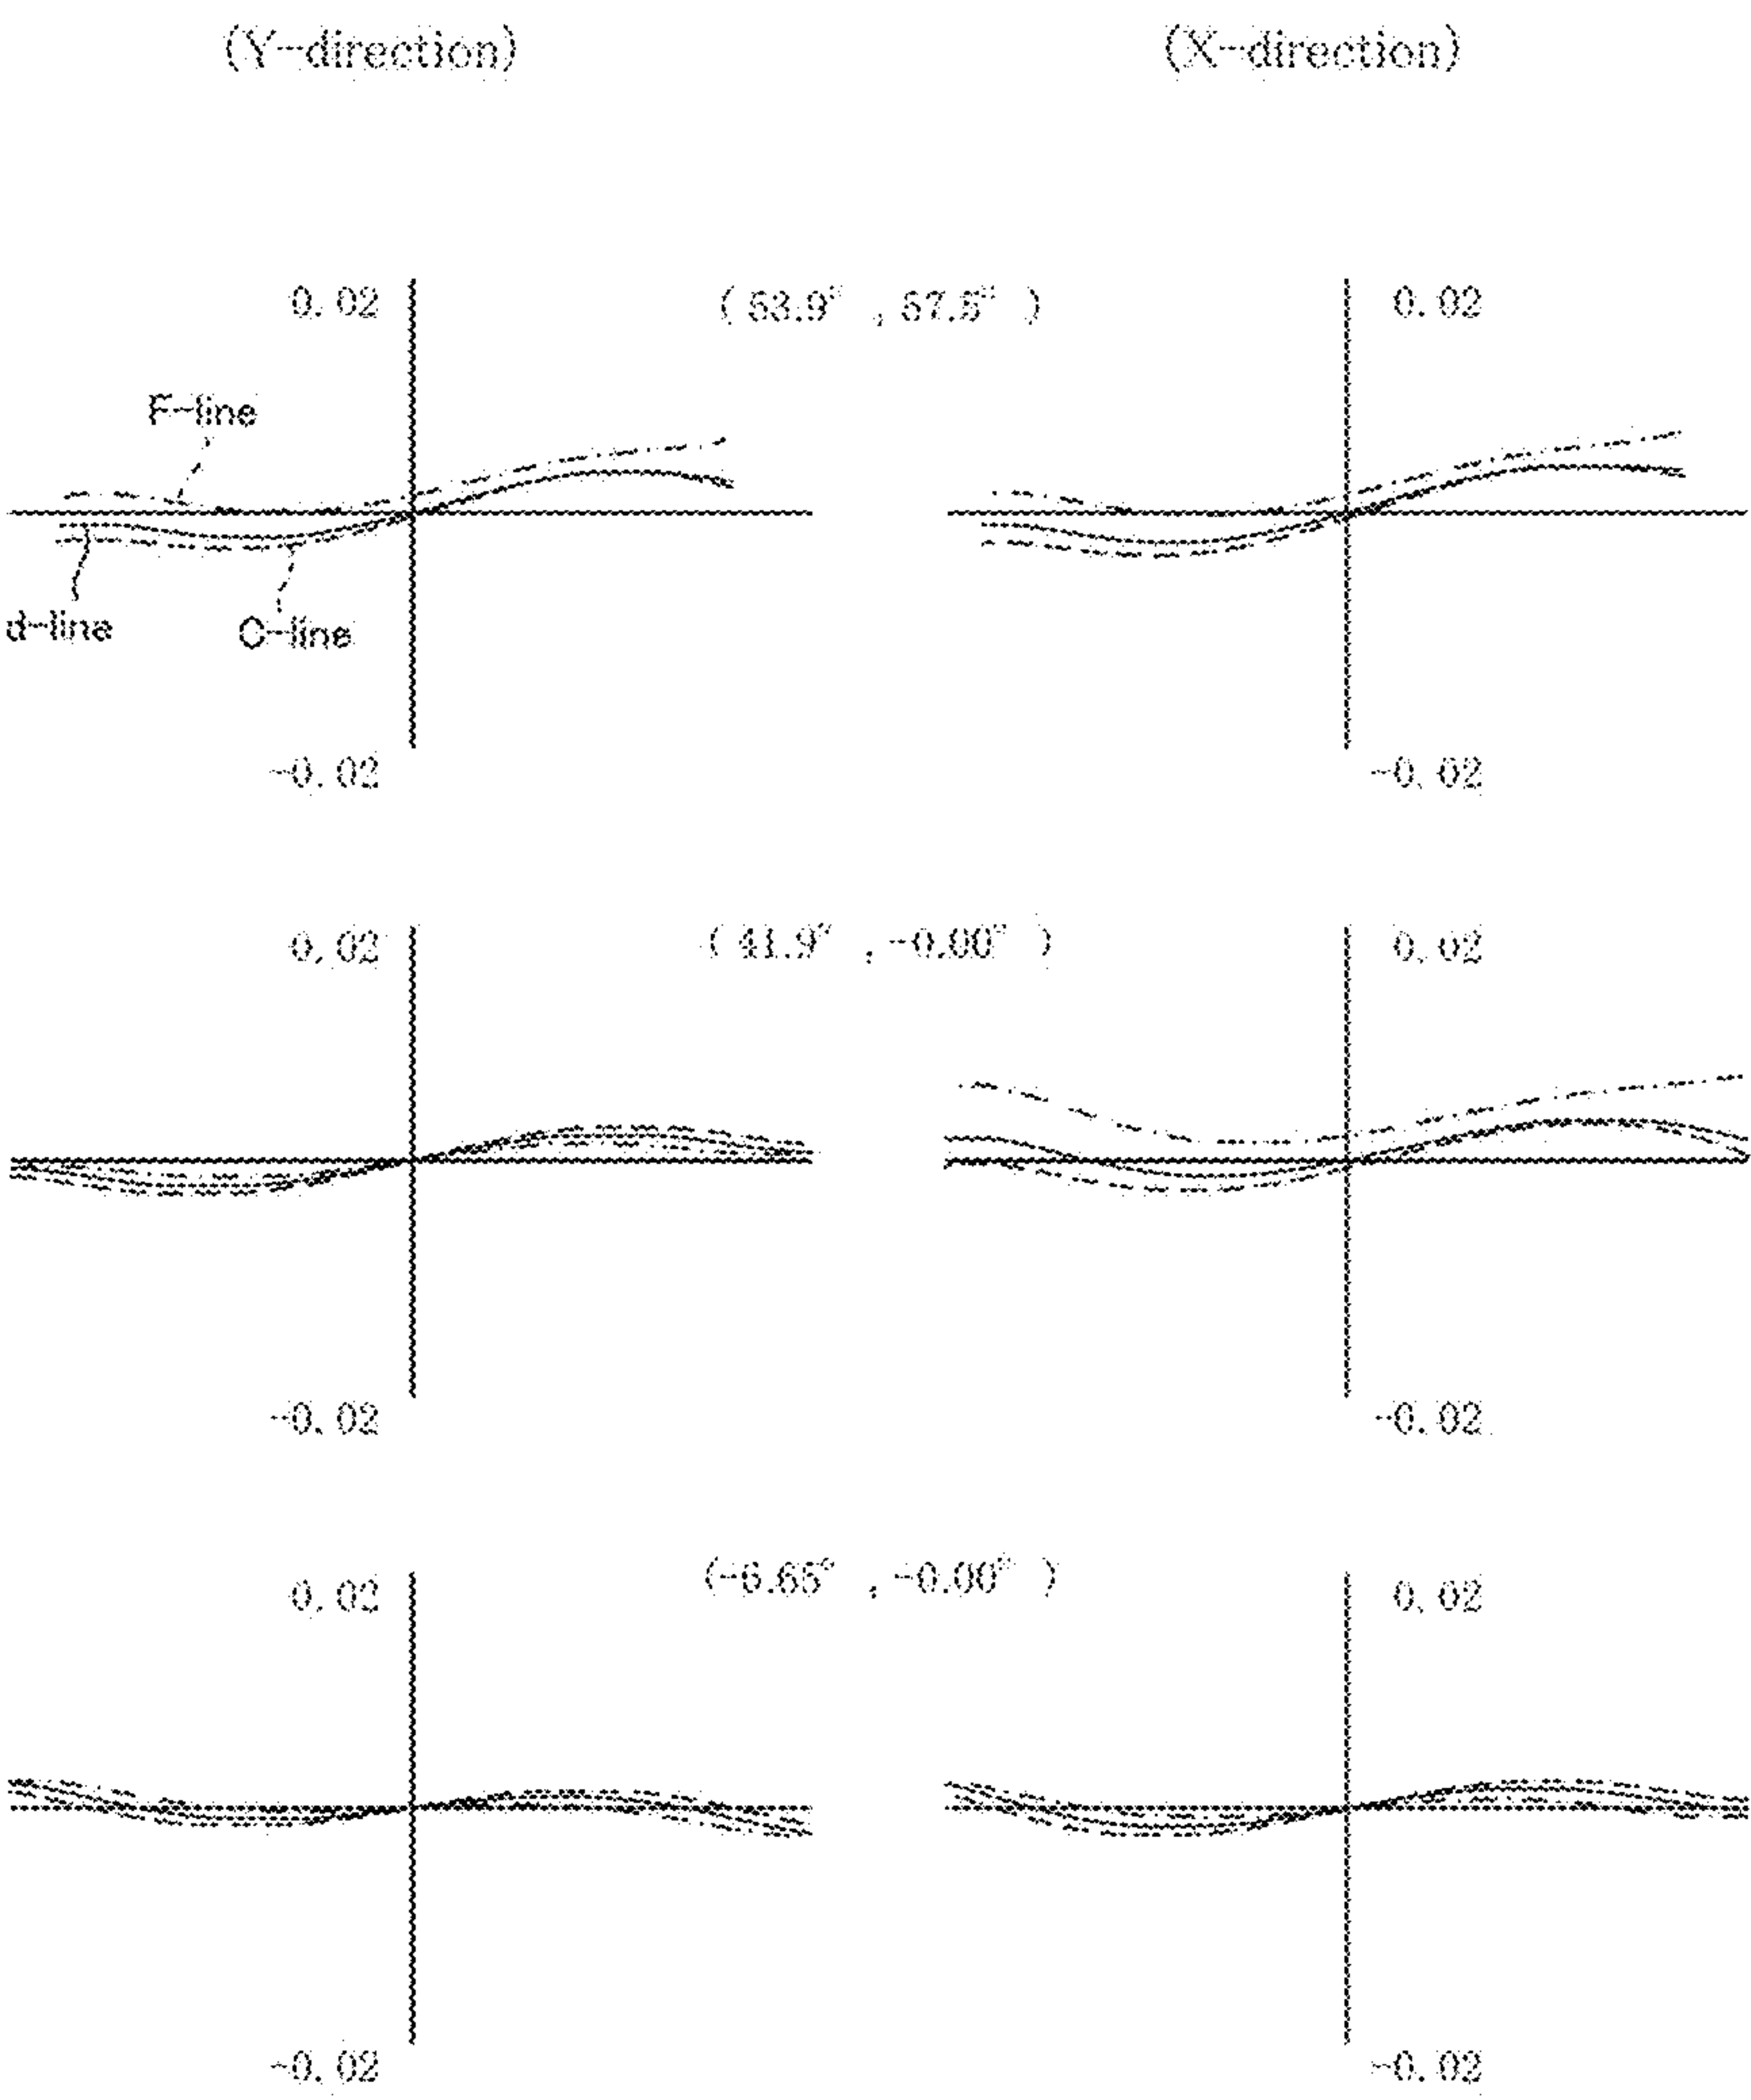 (Y-direction) (X-direction)
0.02 (53.9° , 57.5° ) 0.02
F-line
d-line C-line
-0.02 -0.02
0.02 ( 41.9° , -0.00° ) 0.02
-0.02 -0.02
0.02 (-6.65° , -0.00° ) 0.02
-0.02 -0.02